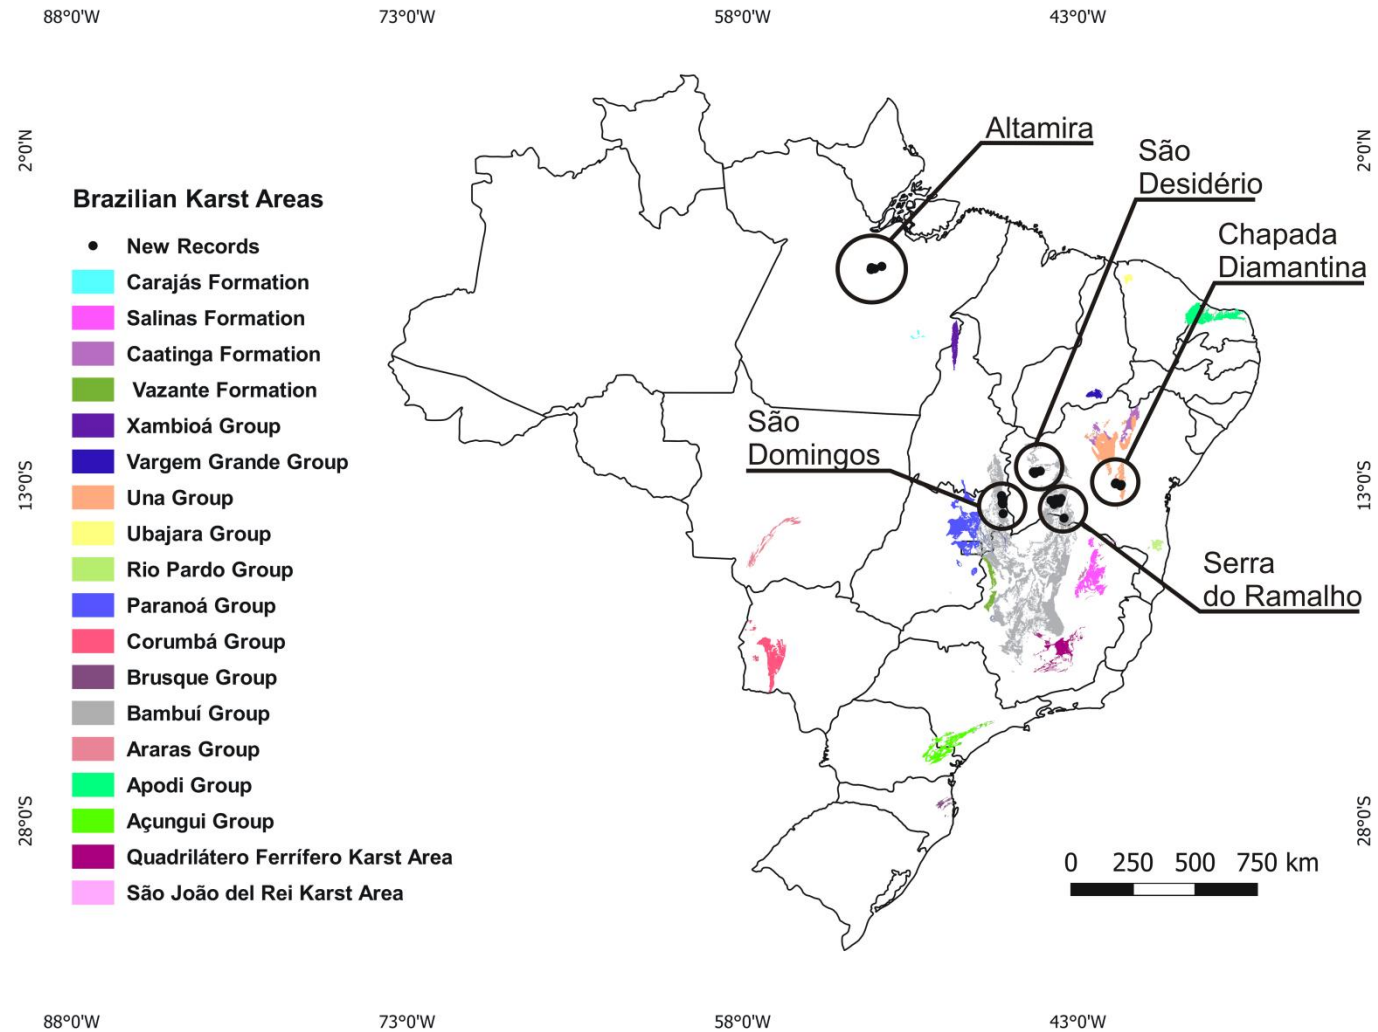 88°0'W 73°0'W 58°0'W 43°0'W
2°0'N
2°0'N
Altamira
São
Desidério
Chapada
Diamantina
Brazilian Karst Areas
New Records
Carajás Formation
Salinas Formation
Caatinga Formation
Vazante Formation
Xambioá Group
Vargem Grande Group
Una Group
Ubajara Group
Rio Pardo Group
Paranoá Group
Corumbá Group
Brusque Group
Bambuí Group
Araras Group
Apodi Group
Açungui Group
Quadrilátero Ferrífero Karst Area
São João del Rei Karst Area
São
Domingos
13°0'S
13°0'S
Serra
do Ramalho
28°0'S
28°0'S
0 250 500 750 km
88°0'W 73°0'W 58°0'W 43°0'W